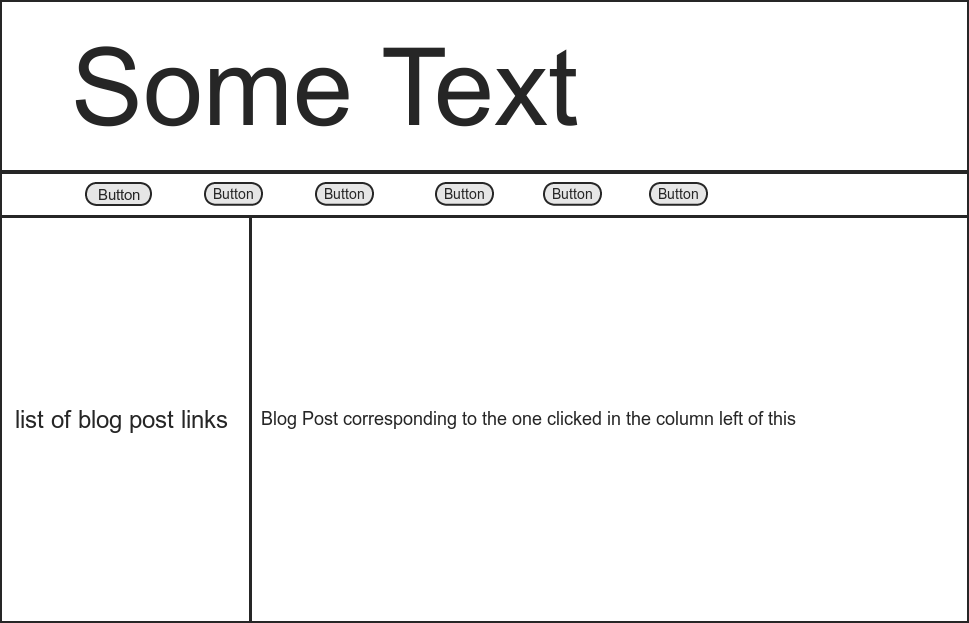 Some Text
Button Button Button Button Button Button
list of blog post links
Blog Post corresponding to the one clicked in the column left of this